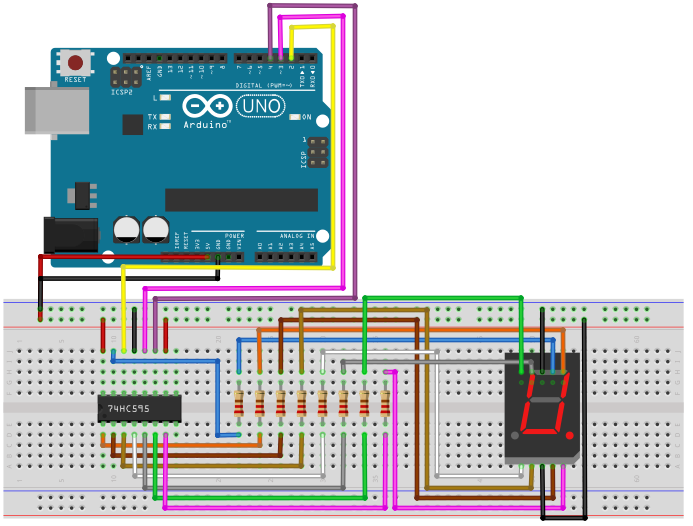 RESET
ICSP2
AREF
GND
13
12
~11
~10
~9
8
7
~6
~5
4
~3
2
TX0▶1
RX0◀0
DIGITAL (PWM=~)
L
TX
RX
UNO
Arduino™
ON
1
ICSP
IOREF
RESET
3V3
5V
GND
GND
VIN
POWER
ANALOG IN
A0
A1
A2
A3
A4
A5
74HC595